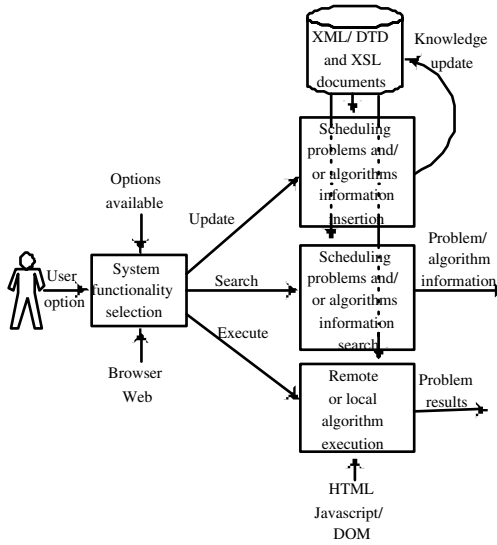 XML/ DTD
and XSL
documents
Knowledge
update
Scheduling
problems and/
or algorithms
information
insertion
Options
available
Update
User
option
System
functionality
selection
Search
Scheduling
problems and/
or algorithms
information
search
Problem/
algorithm
information
Execute
Browser
Web
Remote
or local
algorithm
execution
Problem
results
HTML
Javascript/
DOM